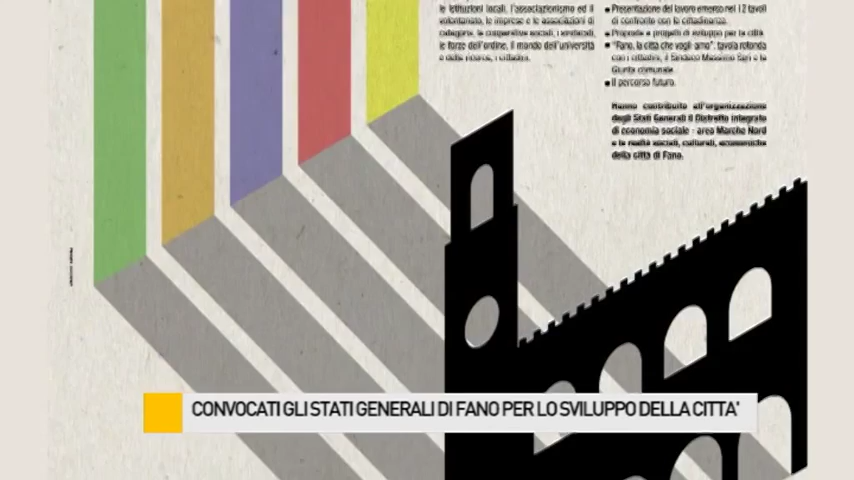 le istituzioni locali, l'associazionismo ed il
volontariato, le imprese e le associazioni di
categoria, le cooperative sociali, i sindacati,
le forze dell'ordine, il mondo dell'università
e della ricerca, i cittadini.
Presentazione del lavoro emerso nei 12 tavoli
di confronto con la cittadinanza.
Proposte e progetti di sviluppo per la città.
"Fano, la città che vogli amo", tavola rotonda
con i cittadini, il Sindaco Massimo Seri e la
Giunta comunale.
Il percorso futuro.
Hanno contribuito all'organizzazione
degli Stati Generali il Distretto integrato
di economia sociale - area Marche Nord
e le realtà sociali, culturali, economiche
della città di Fano.
CONVOCATI GLI STATI GENERALI DI FANO PER LO SVILUPPO DELLA CITTA'